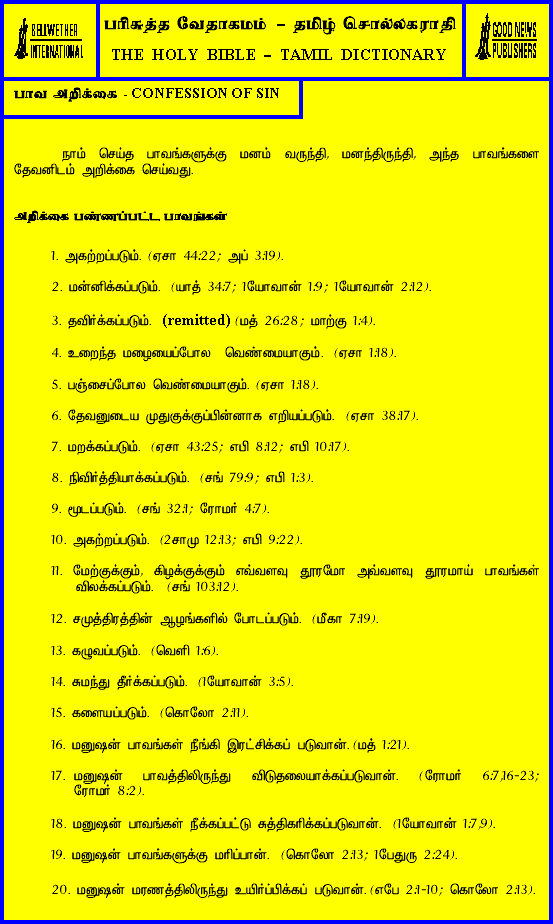 BELLWETHER
INTERNATIONAL
பரிசுத்த வேதாகமம் – தமிழ் சொல்லகராதி
THE HOLY BIBLE – TAMIL DICTIONARY
GOOD NEWS
PUBLISHERS
பாவ அறிக்கை - CONFESSION OF SIN
நாம் செய்த பாவங்களுக்கு மனம் வருந்தி, மனந்திருந்தி, அந்த பாவங்களை
தேவனிடம் அறிக்கை செய்வது.
அறிக்கை பண்ணப்பட்ட பாவங்கள்
1. அகற்றப்படும். (ஏசா 44:22; அப் 3:19).
2. மன்னிக்கப்படும். (யாத் 34:7; 1யோவான் 1:9; 1யோவான் 2:12).
3. தவிர்க்கப்படும். (remitted) (மத் 26:28; மாற்கு 1:4).
4. உறைந்த மழையைப்போல வெண்மையாகும். (ஏசா 1:18).
5. பஞ்சைப்போல வெண்மையாகும். (ஏசா 1:18).
6. தேவனுடைய முதுகுக்குப்பின்னாக எறியப்படும். (ஏசா 38:17).
7. மறக்கப்படும். (ஏசா 43:25; எபி 8:12; எபி 10:17).
8. நிவிர்த்தியாக்கப்படும். (சங் 79:9; எபி 1:3).
9. மூடப்படும். (சங் 32:1; ரோமர் 4:7).
10. அகற்றப்படும். (2சாமு 12:13; எபி 9:22).
11. மேற்குக்கும், கிழக்குக்கும் எவ்வளவு தூரமோ அவ்வளவு தூரமாய் பாவங்கள்
விலக்கப்படும். (சங் 103:12).
12. சமுத்திரத்தின் ஆழங்களில் போடப்படும். (மீகா 7:19).
13. கழுவப்படும். (வெளி 1:6).
14. சுமந்து தீர்க்கப்படும். (1யோவான் 3:5).
15. களையப்படும். (கொலோ 2:11).
16. மனுஷன் பாவங்கள் நீங்கி இரட்சிக்கப் படுவான். (மத் 1:21).
17. மனுஷன் பாவத்திலிருந்து விடுதலையாக்கப்படுவான். (ரோமர் 6:7,16-23;
ரோமர் 8:2).
18. மனுஷன் பாவங்கள் நீக்கப்பட்டு சுத்திகரிக்கப்படுவான். (1யோவான் 1:7,9).
19. மனுஷன் பாவங்களுக்கு மரிப்பான். (கொலோ 2:13; 1பேதுரு 2:24).
20. மனுஷன் மரணத்திலிருந்து உயிர்ப்பிக்கப் படுவான். (எபே 2:1-10; கொலோ 2:13).